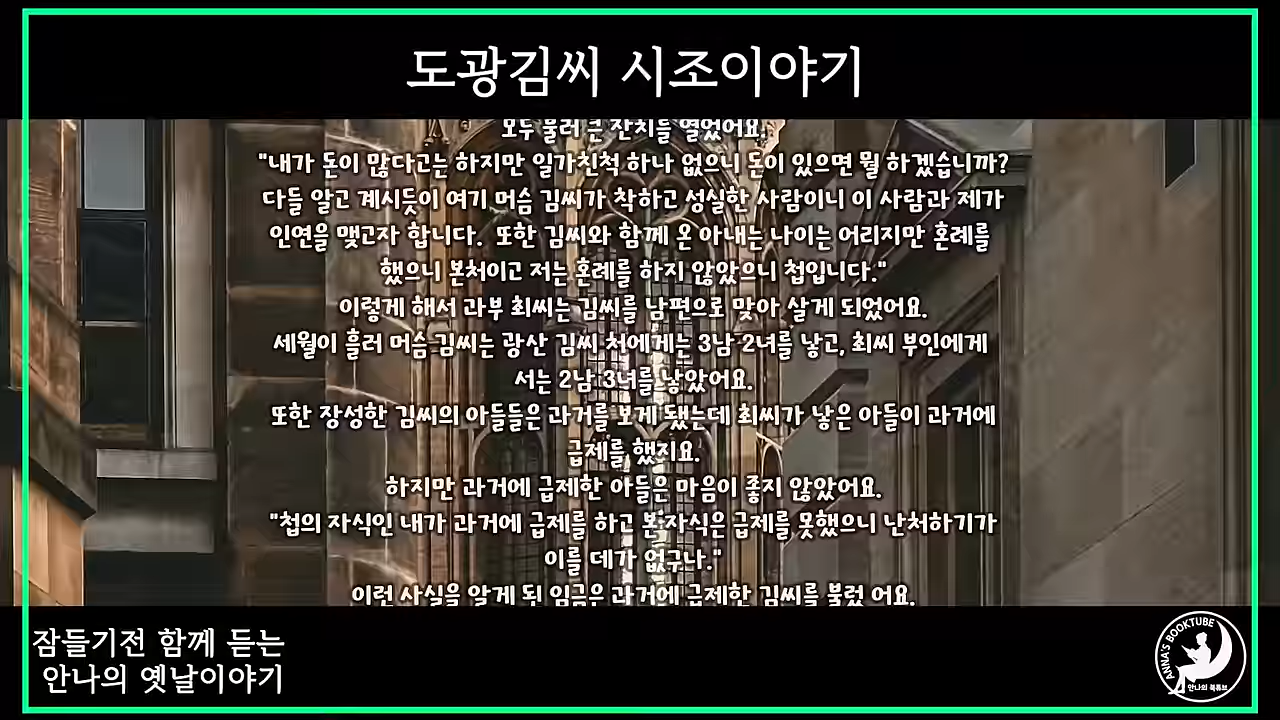 도광김씨 시조이야기
모두 불러 큰 잔치를 열었어요.
"내가 돈이 많다고는 하지만 일가친척 하나 없으니 돈이 있으면 뭘 하겠습니까?
다들 알고 계시듯이 여기 머슴 김씨가 착하고 성실한 사람이니 이 사람과 제가
인연을 맺고자 합니다. 또한 김씨와 함께 온 아내는 나이는 어리지만 혼례를
했으니 본처이고 저는 혼례를 하지 않았으니 첩입니다."
이렇게 해서 과부 최씨는 김씨를 남편으로 맞아 살게 되었어요.
세월이 흘러 머슴 김씨는 광산 김씨 처에게는 3남 2녀를 낳고, 최씨 부인에게
서는 2남 3녀를 낳았어요.
또한 장성한 김씨의 아들들은 과거를 보게 됐는데 최씨가 낳은 아들이 과거에
급제를 했지요.
하지만 과거에 급제한 아들은 마음이 좋지 않았어요.
"첩의 자식인 내가 과거에 급제를 하고 본 자식은 급제를 못했으니 난처하기가
이를 데가 없구나."
이런 사실을 알게 된 임금은 과거에 급제한 김씨를 불렀 어요.
잠들기전 함께 듣는
안나의 옛날이야기
ANNA'S BOOKTUBE
안나의 북튜브